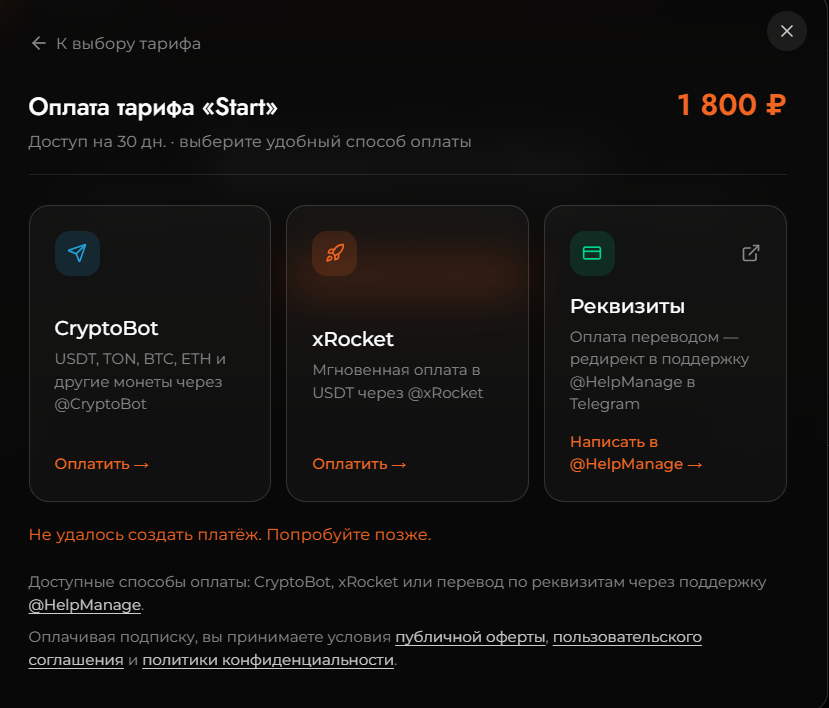 ← К выбору тарифа
Оплата тарифа «Start»
1 800 ₽
Доступ на 30 дн. · выберите удобный способ оплаты
CryptoBot
USDT, TON, BTC, ETH и
другие монеты через
@CryptoBot
Оплатить →
xRocket
Мгновенная оплата в
USDT через @xRocket
Оплатить →
Реквизиты
Оплата переводом —
редирект в поддержку
@HelpManage в
Telegram
Написать в
@HelpManage →
Не удалось создать платёж. Попробуйте позже.
Доступные способы оплаты: CryptoBot, xRocket или перевод по реквизитам через поддержку
@HelpManage.
Оплачивая подписку, вы принимаете условия публичной оферты, пользовательского
соглашения и политики конфиденциальности.